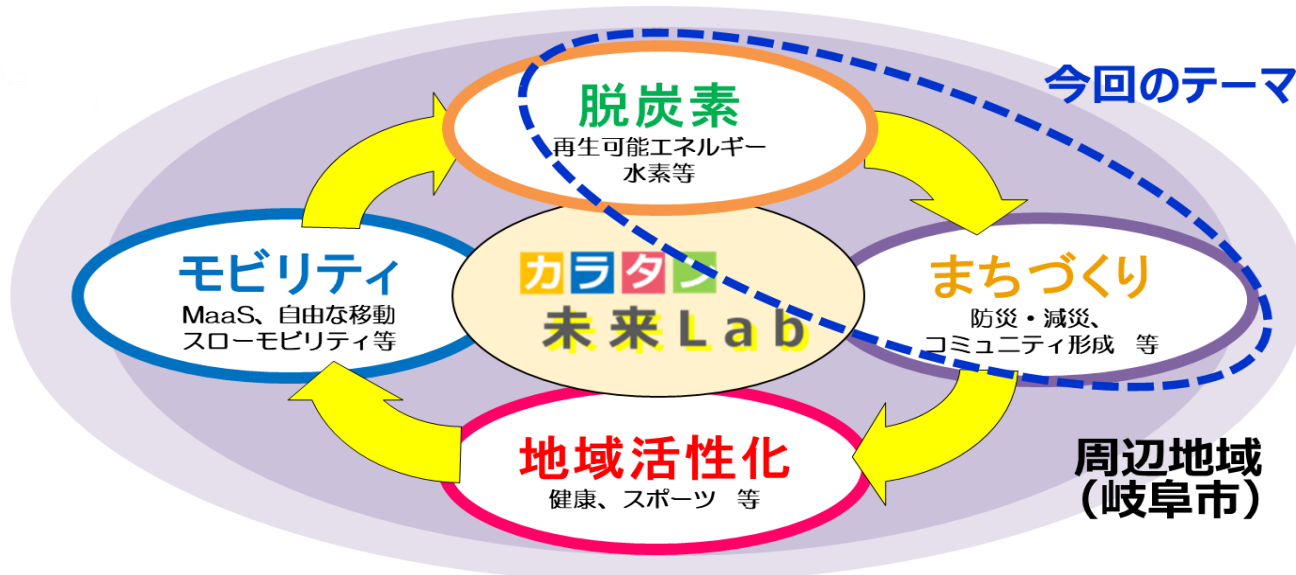 今回のテーマ
脱炭素
再生可能エネルギー
水素等
モビリティ
MaaS、自由な移動
スローモビリティ等
カラタン
未来Lab
まちづくり
防災・減災、
コミュニティ形成 等
地域活性化
健康、スポーツ 等
周辺地域
(岐阜市)